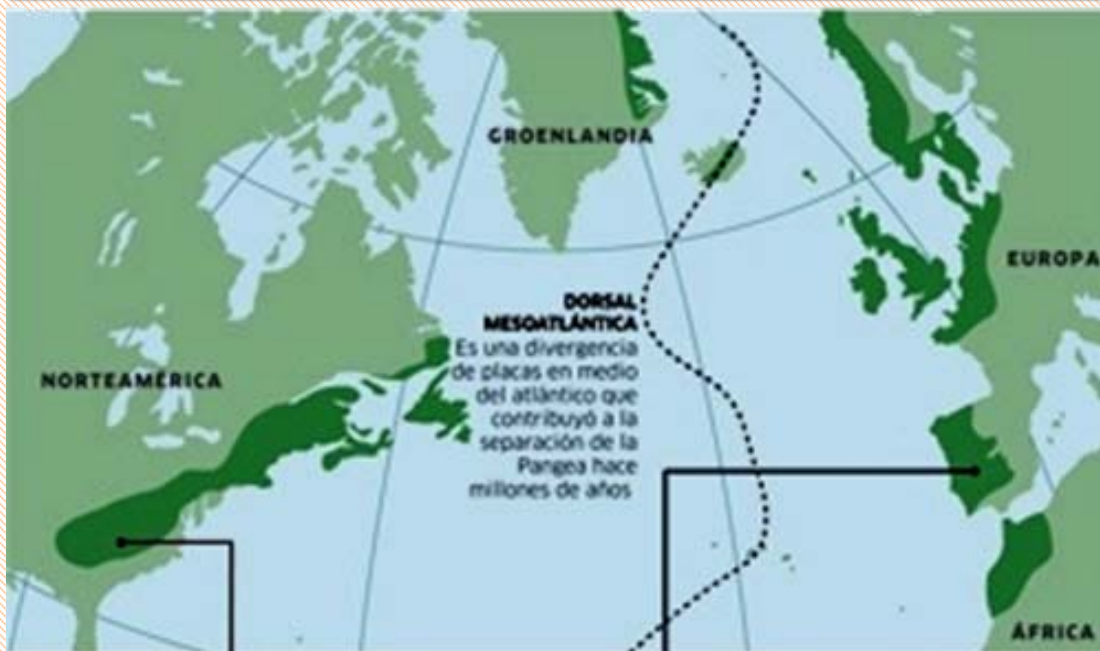 GROENLANDIA
EUROPA
DORSAL
MESOATLÁNTICA
Es una divergencia
de placas en medio
del atlántico que
contribuyó a la
separación de la
Pangea hace
millones de años
NORTEAMÉRICA
ÁFRICA